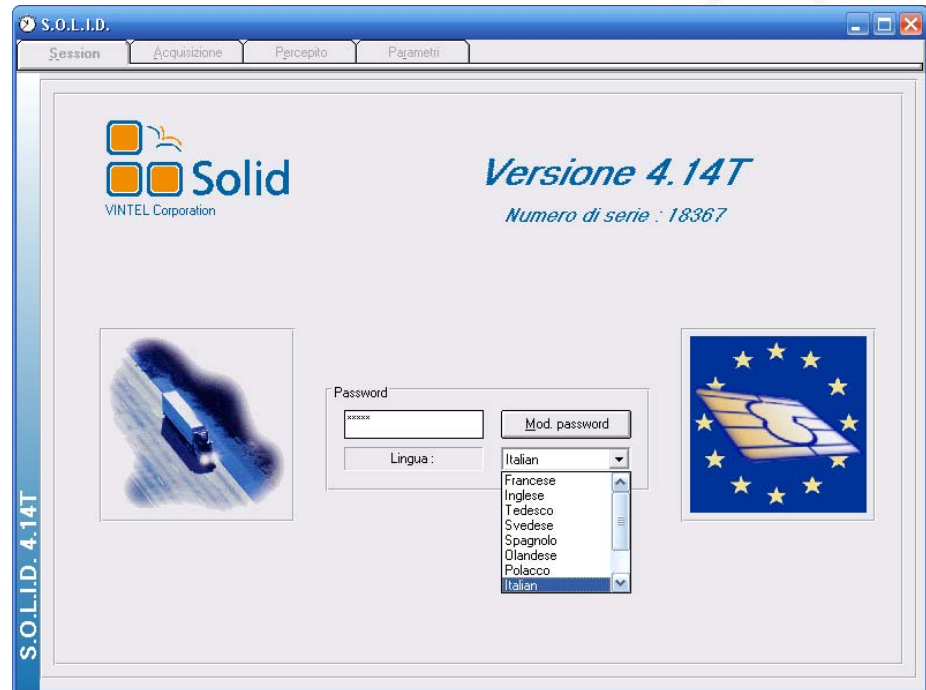 S.O.L.I.D.
Session Acquisizione Percepito Parametri
Solid
VINTEL Corporation
Versione 4.14T
Numero di serie : 18367
Password
xxxxx
Mod. password
Lingua :
Italian
Francese
Inglese
Tedesco
Svedese
Spagnolo
Olandese
Polacco
Italian
S.O.L.I.D. 4.14T